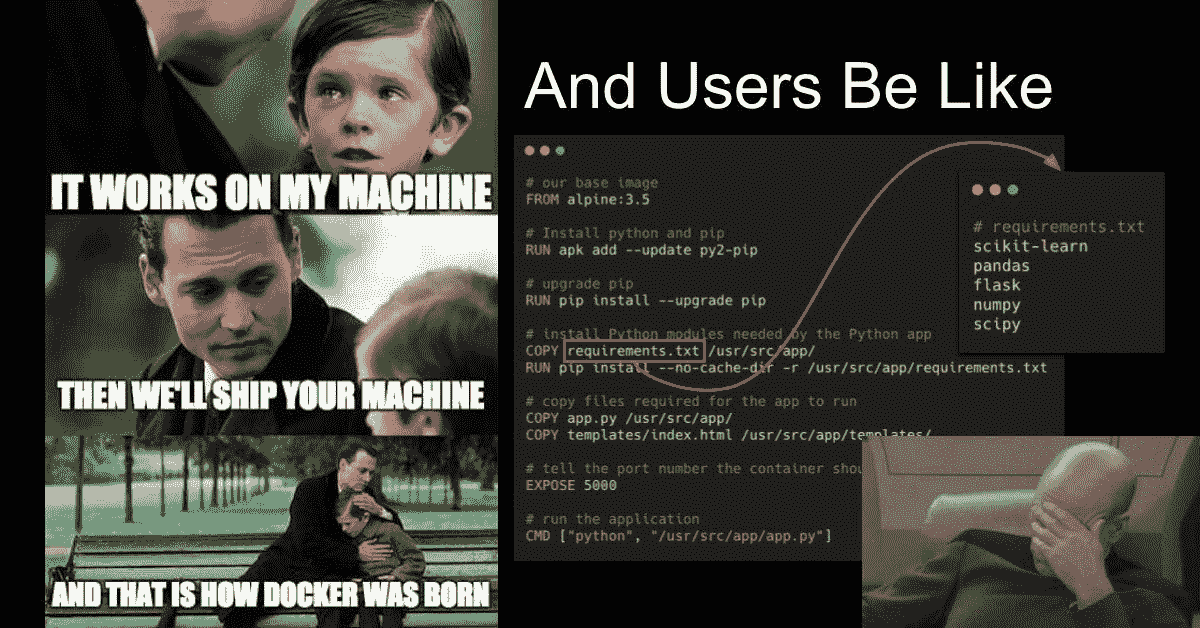 IT WORKS ON MY MACHINE
THEN WE'LL SHIP YOUR MACHINE
AND THAT IS HOW DOCKER WAS BORN
And Users Be Like
# our base image
FROM alpine:3.5
# Install python and pip
RUN apk add --update py2-pip
# upgrade pip
RUN pip install --upgrade pip
# install Python modules needed by the Python app
COPY requirements.txt /usr/src/app/
RUN pip install --no-cache-dir -r /usr/src/app/requirements.txt
# copy files required for the app to run
COPY app.py /usr/src/app/
COPY templates/index.html /usr/src/app/templates/
# tell the port number the container shou
EXPOSE 5000
# run the application
CMD ["python", "/usr/src/app/app.py"]
# requirements.txt
scikit-learn
pandas
flask
numpy
scipy